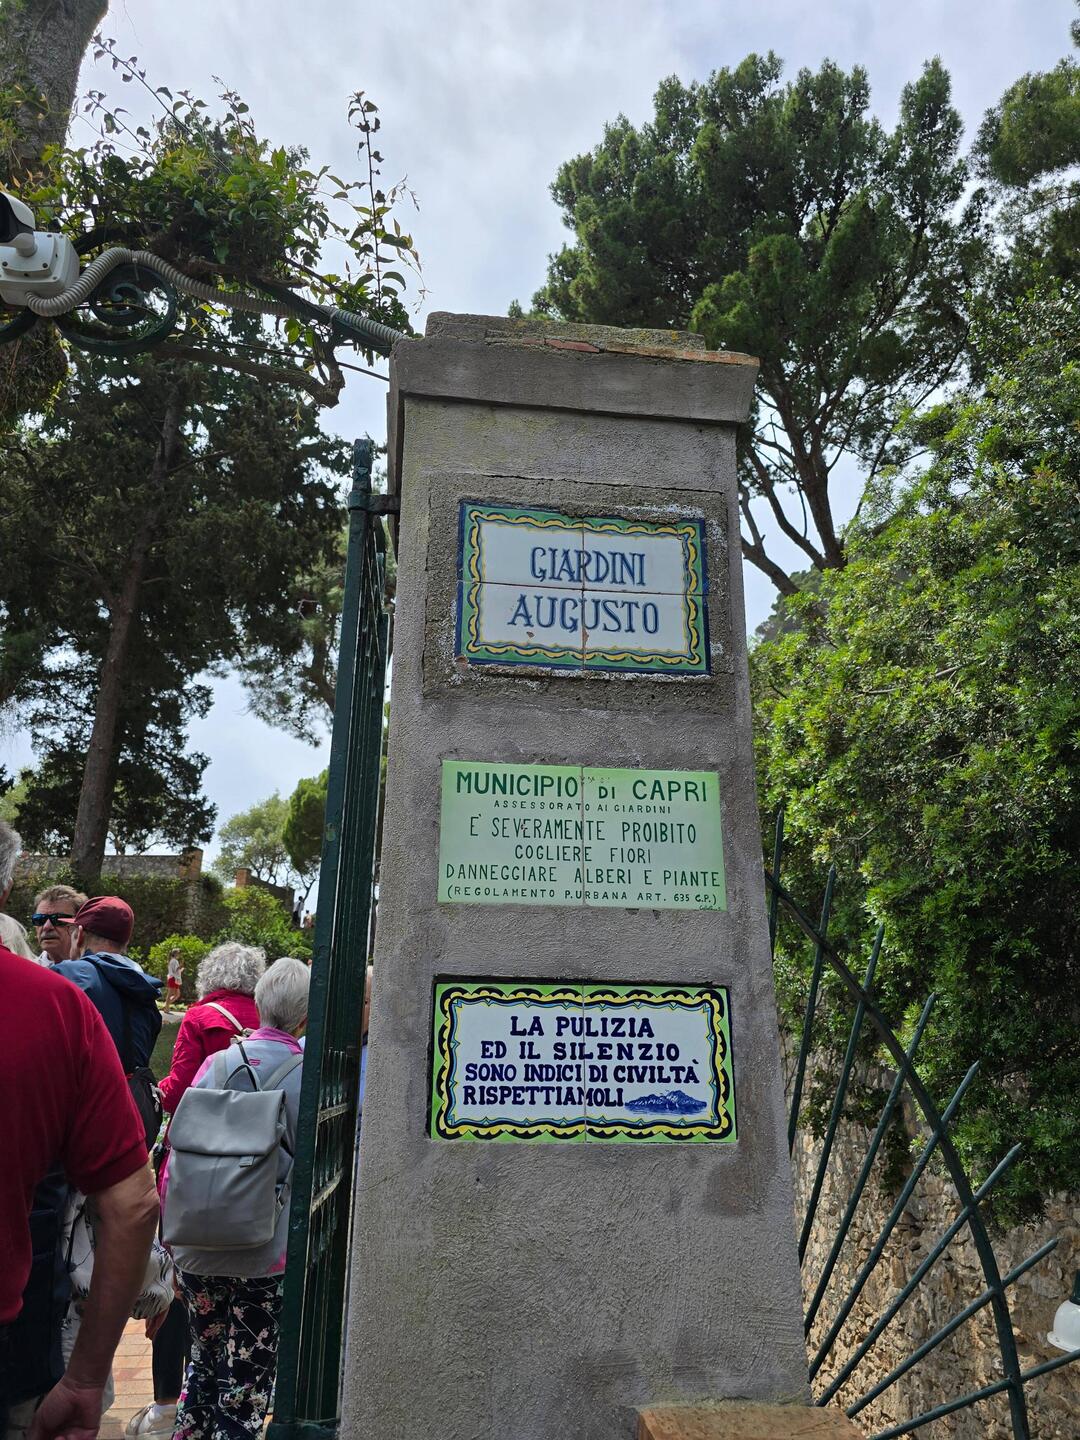 GIARDINI
AUGUSTO
MUNICIPIO DI CAPRI
ASSESSORATO AI GIARDINI
E' SEVERAMENTE PROIBITO
COGLIERE FIORI
DANNEGGIARE ALBERI E PIANTE
(REGOLAMENTO P.URBANA ART. 635 C.P.)
LA PULIZIA
ED IL SILENZIO
SONO INDICI DI CIVILTÀ
RISPETTIAMOLI